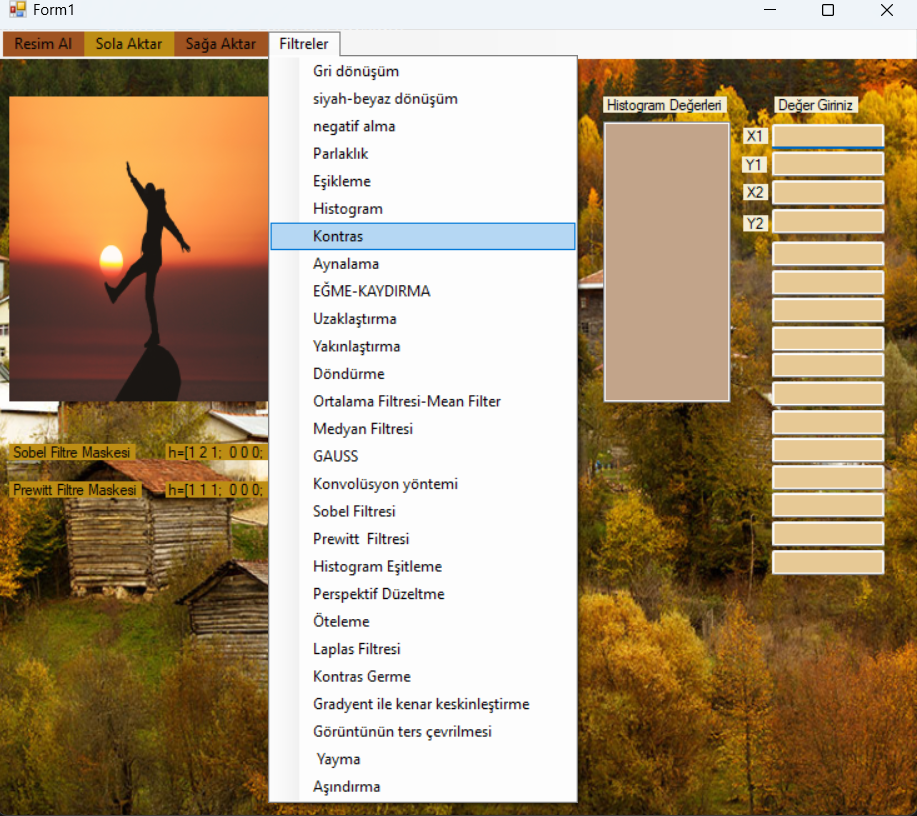 Form1
Resim Al Sola Aktar Sağa Aktar Filtreler
Gri dönüşüm
siyah-beyaz dönüşüm
negatif alma
Parlaklık
Eşikleme
Histogram
Kontras
Aynalama
EĞME-KAYDIRMA
Uzaklaştırma
Yakınlaştırma
Döndürme
Ortalama Filtresi-Mean Filter
Medyan Filtresi
GAUSS
Konvolüsyon yöntemi
Sobel Filtresi
Prewitt  Filtresi
Histogram Eşitleme
Perspektif Düzeltme
Öteleme
Laplas Filtresi
Kontras Germe
Gradyent ile kenar keskinleştirme
Görüntünün ters çevrilmesi
Yayma
Aşındırma
Sobel Filtre Maskesi h=[1 2 1;  0 0 0;
Prewitt Filtre Maskesi h=[1 1 1;  0 0 0;
Histogram Değerleri
Değer Giriniz
X1
Y1
X2
Y2